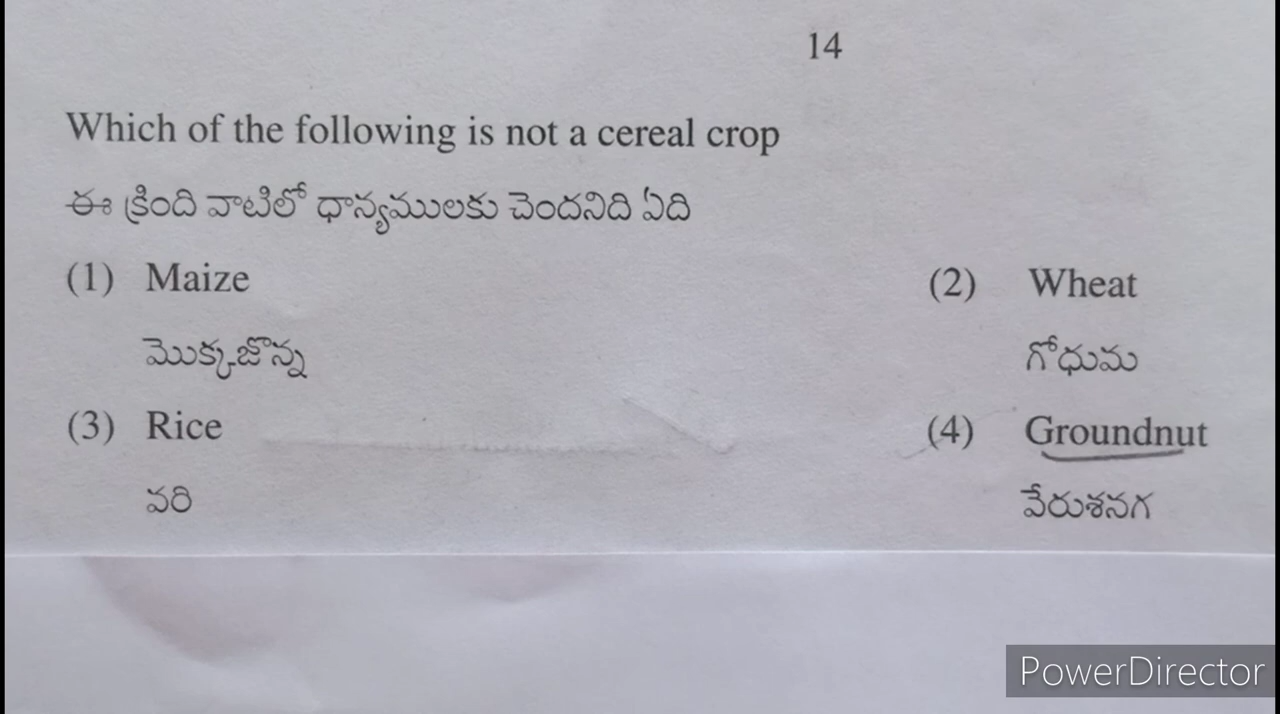 14
Which of the following is not a cereal crop
ఈ క్రింది వాటిలో ధాన్యములకు చెందనిది ఏది
(1) Maize (2) Wheat
మొక్కజొన్న గోధుమ
(3) Rice (4) Groundnut
వరి వేరుశనగ
PowerDirector